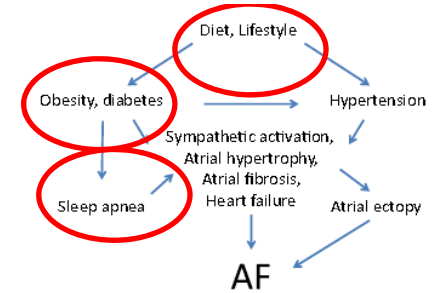 Diet, Lifestyle
Obesity, diabetes
Hypertension
Sympathetic activation,
Atrial hypertrophy,
Atrial fibrosis,
Heart failure
Sleep apnea
Atrial ectopy
AF